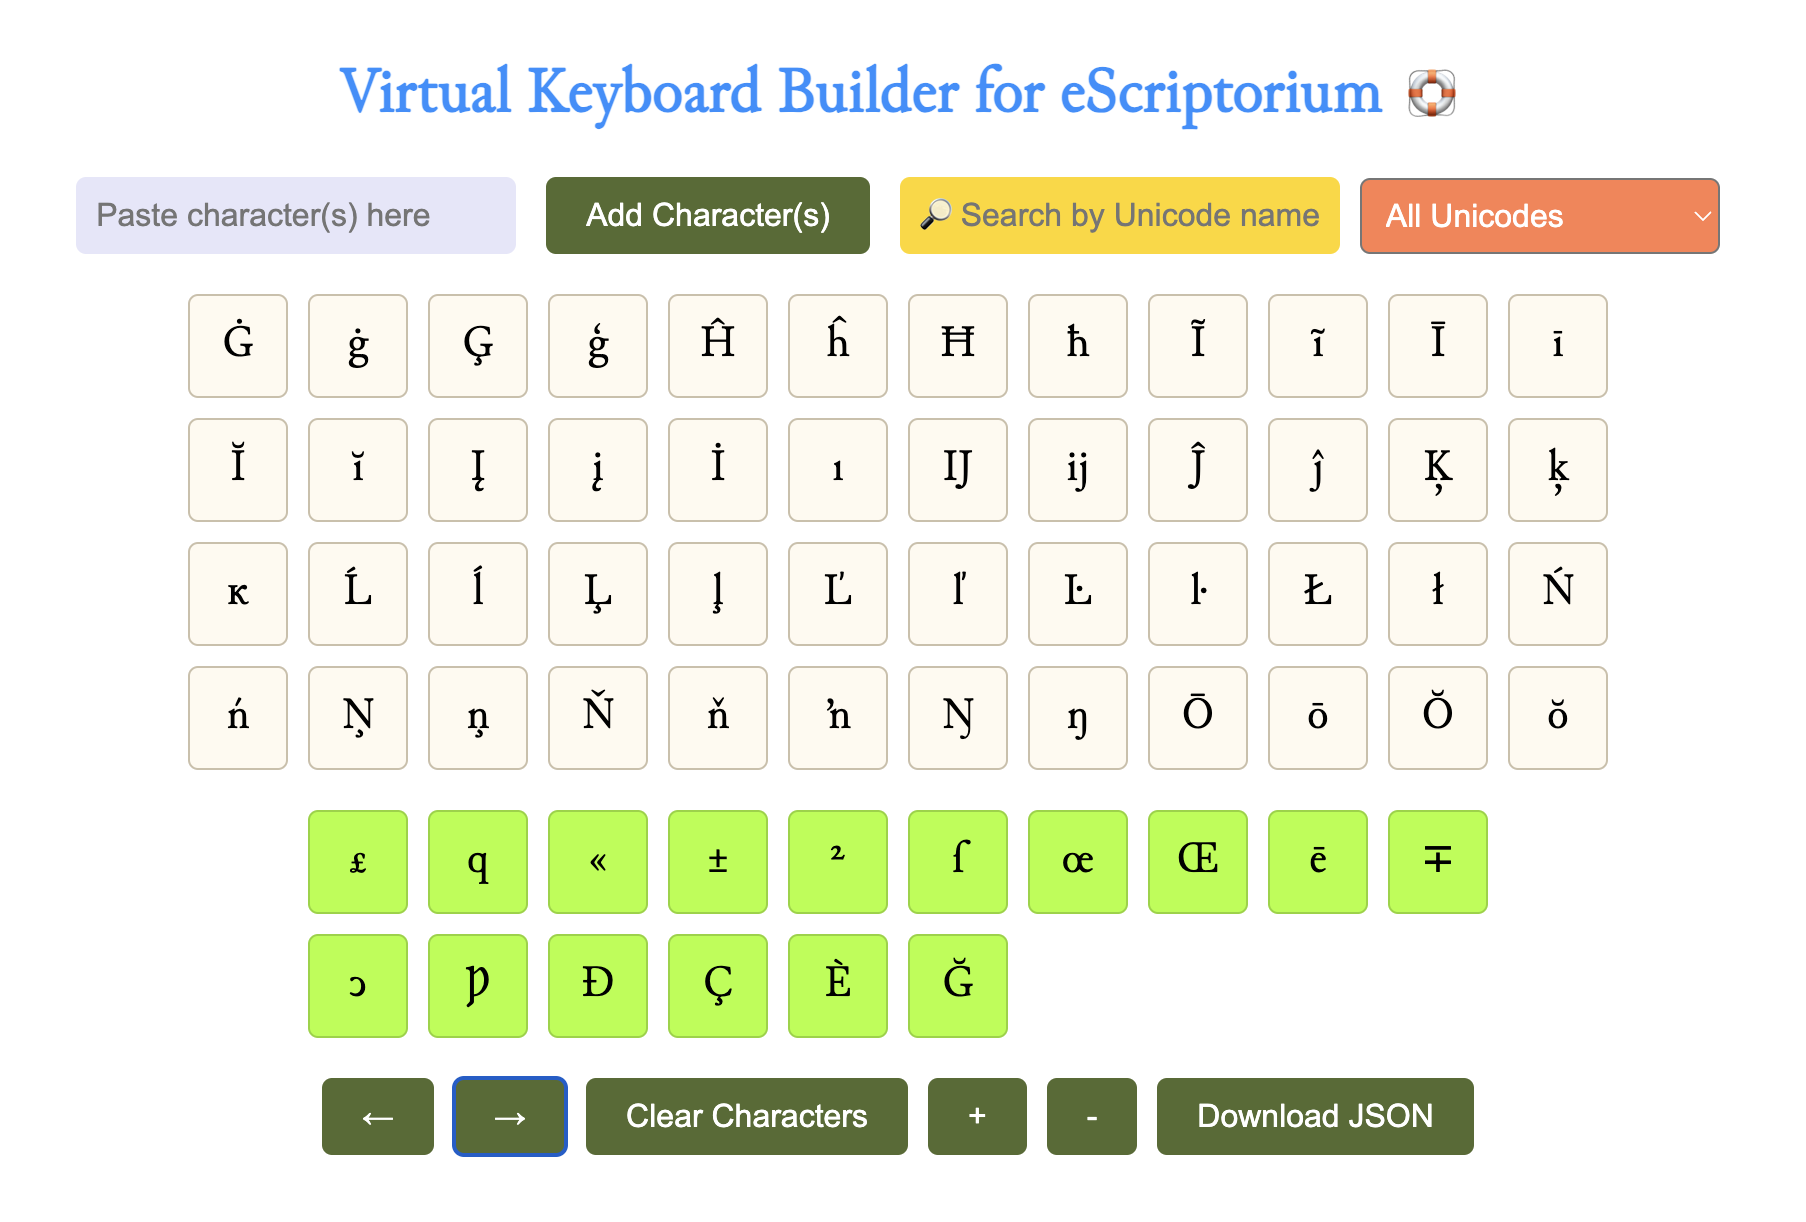 Virtual Keyboard Builder for eScriptorium
Paste character(s) here Add Character(s) Search by Unicode name All Unicodes
Ġ ġ Ģ ģ Ĥ ĥ Ħ ħ Ĩ ĩ Ī ī
Ĭ ĭ Į į İ ı IJ ij Ĵ ĵ Ķ ķ
ĸ Ĺ ĺ Ļ ļ Ľ ľ Ŀ ŀ Ł ł Ń
ń Ņ ņ Ň ň ʼn Ŋ ŋ Ō ō Ŏ ŏ
£ q « ± ² ſ œ Œ ē ∓
ɔ Ƿ Đ Ç È Ğ
← → Clear Characters + - Download JSON